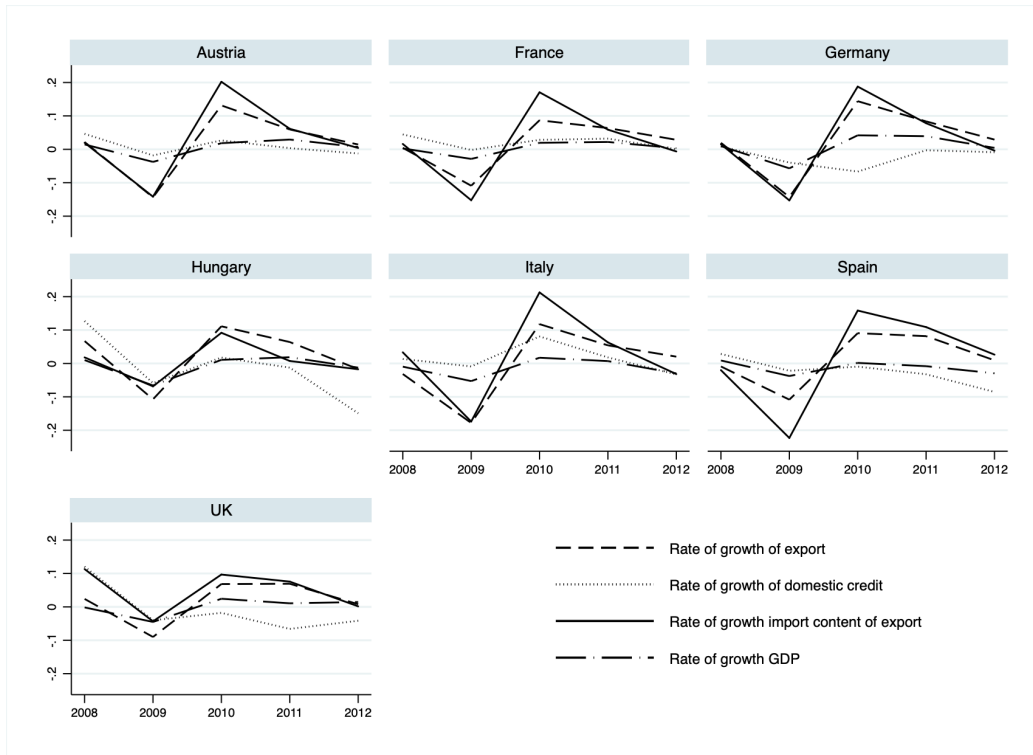 Austria
France
Germany
.2
.1
0
-.1
-.2
Hungary
Italy
Spain
.2
.1
0
-.1
-.2
2008 2009 2010 2011 2012
2008 2009 2010 2011 2012
UK
.2
.1
0
-.1
-.2
2008 2009 2010 2011 2012
Rate of growth of export
Rate of growth of domestic credit
Rate of growth import content of export
Rate of growth GDP